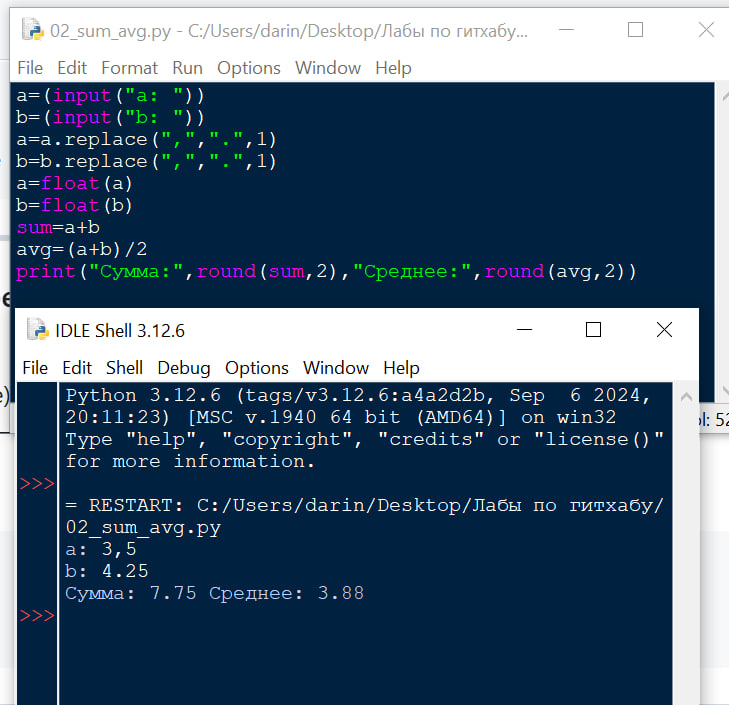 02_sum_avg.py - C:/Users/darin/Desktop/Лабы по гитхабу...
File Edit Format Run Options Window Help
a=(input("a: "))
b=(input("b: "))
a=a.replace(",",".",1)
b=b.replace(",",".",1)
a=float(a)
b=float(b)
sum=a+b
avg=(a+b)/2
print("Сумма:",round(sum,2),"Среднее:",round(avg,2))
IDLE Shell 3.12.6
File Edit Shell Debug Options Window Help
Python 3.12.6 (tags/v3.12.6:a4a2d2b, Sep  6 2024,
20:11:23) [MSC v.1940 64 bit (AMD64)] on win32
Type "help", "copyright", "credits" or "license()"
for more information.
>>>
= RESTART: C:/Users/darin/Desktop/Лабы по гитхабу/
02_sum_avg.py
a: 3,5
b: 4.25
Сумма: 7.75 Среднее: 3.88
>>>